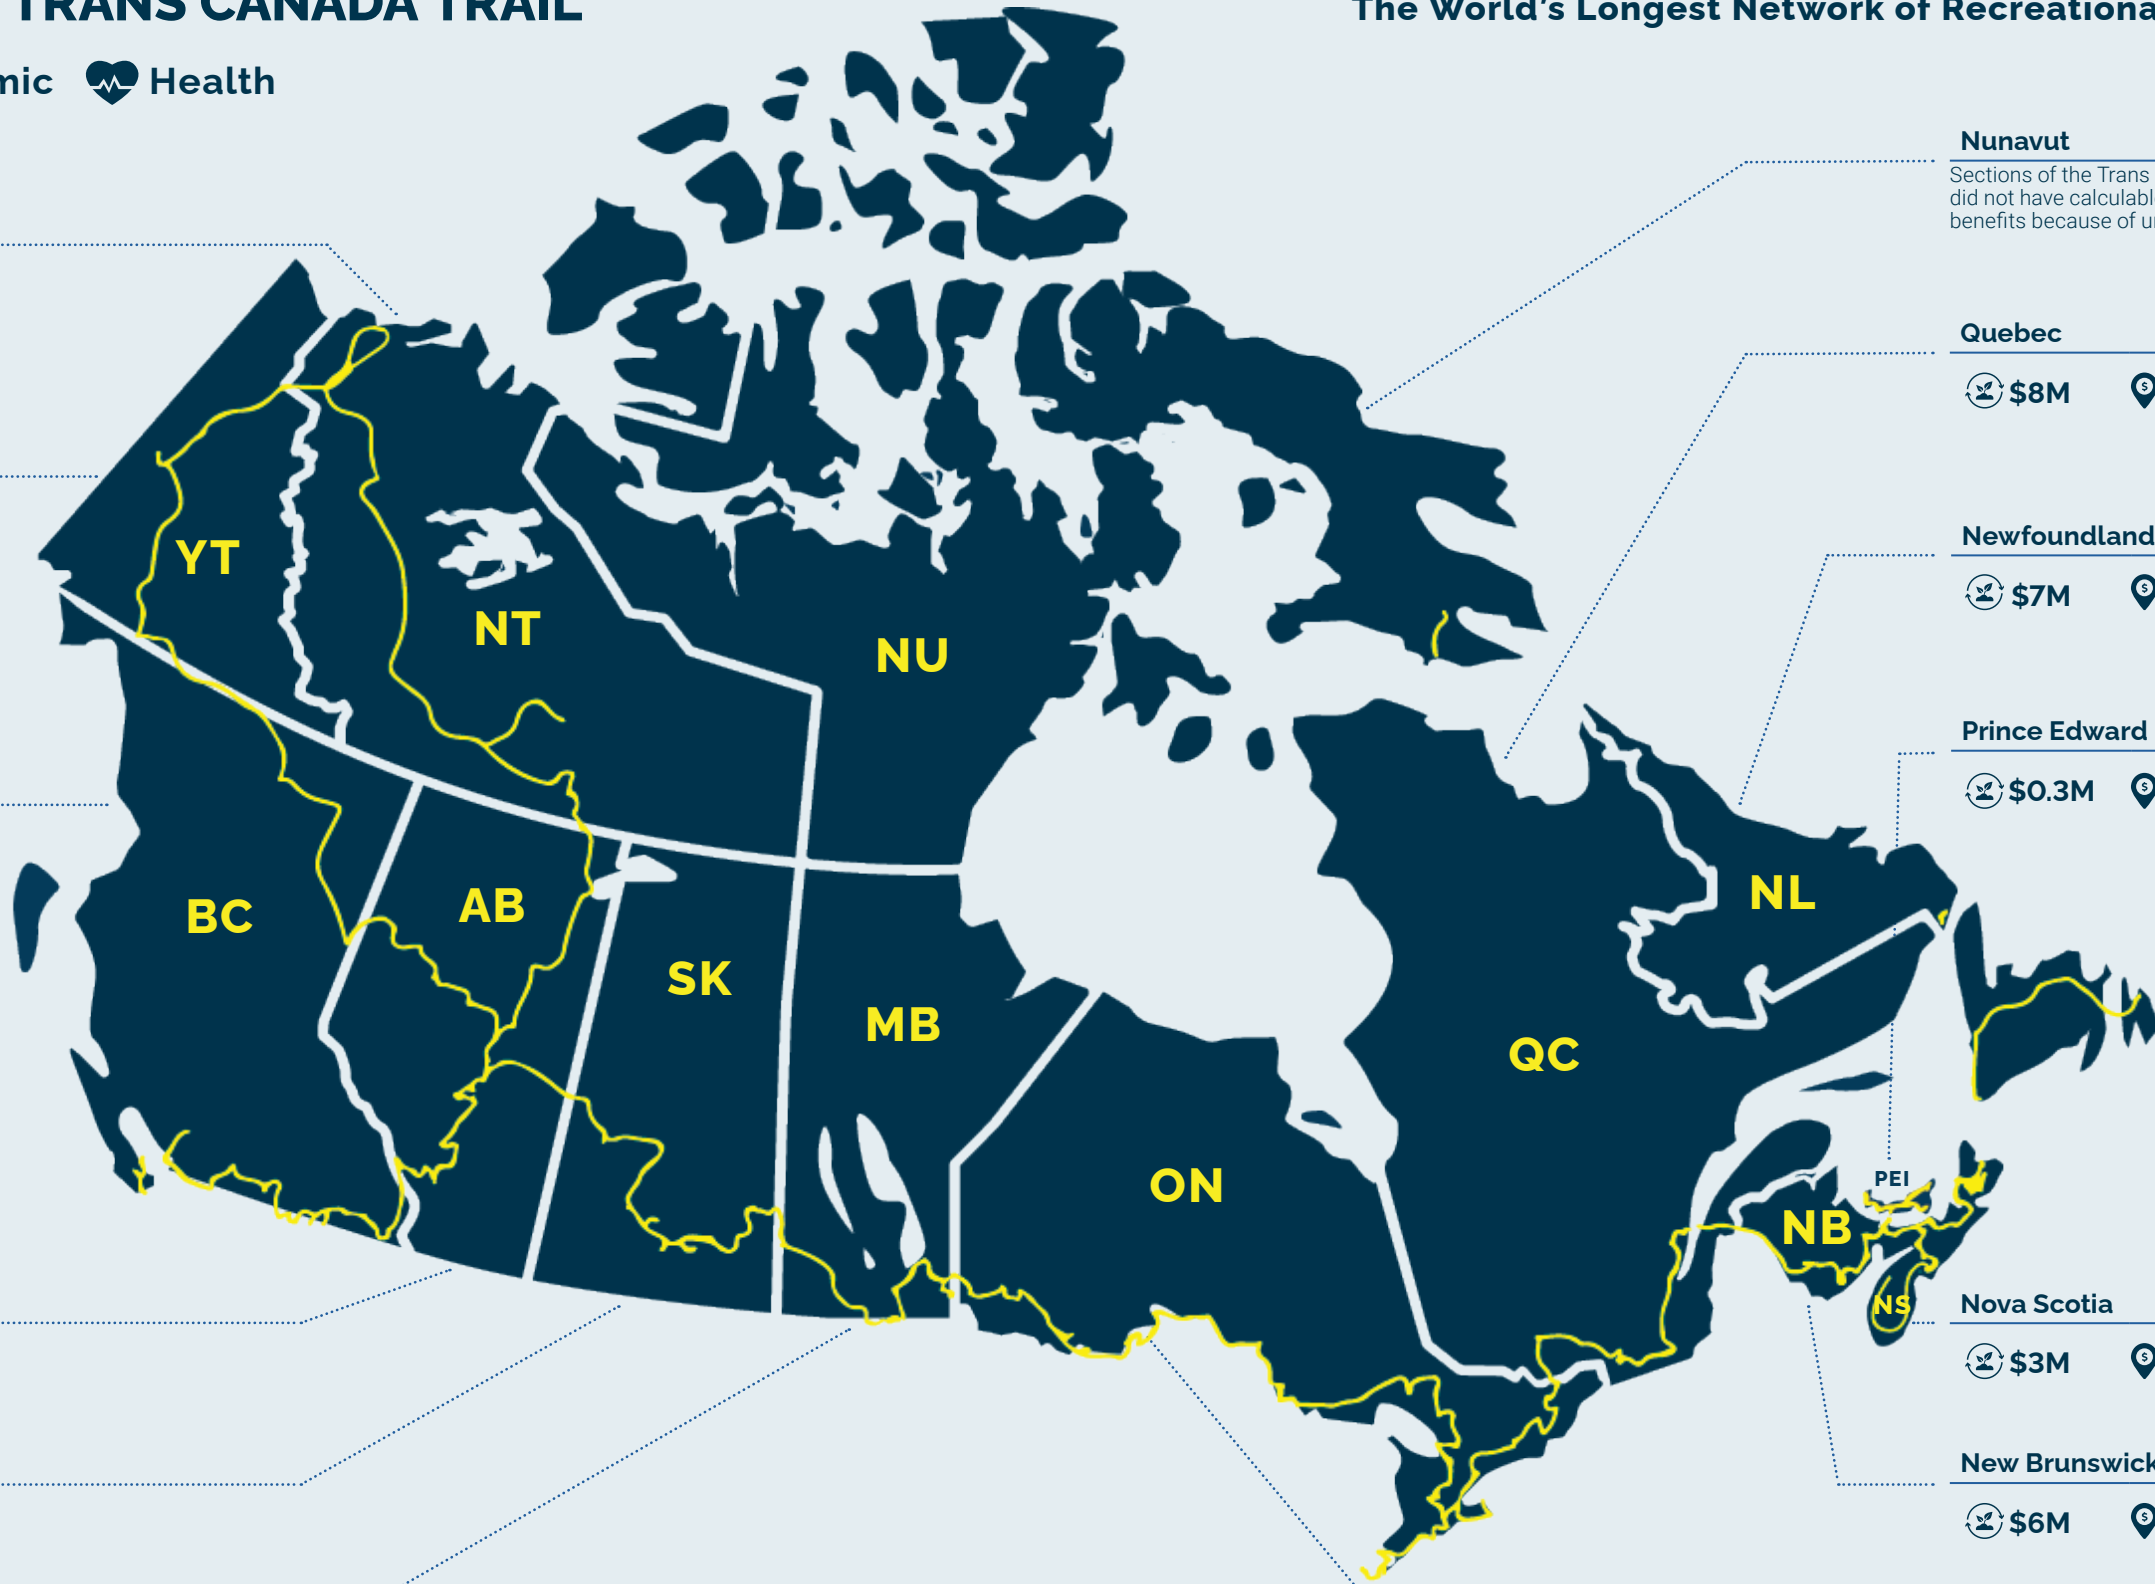 TRANS CANADA TRAIL
The World's Longest Network of Recreationa
mic
Health
Nunavut
Sections of the Trans
did not have calculabl
benefits because of u
Quebec
$8M
$
Newfoundland
$7M
$
Prince Edward
$0.3M
$
Nova Scotia
$3M
$
New Brunswick
$6M
$
YT
NT
NU
BC
AB
SK
MB
ON
QC
NL
PEI
NB
NS